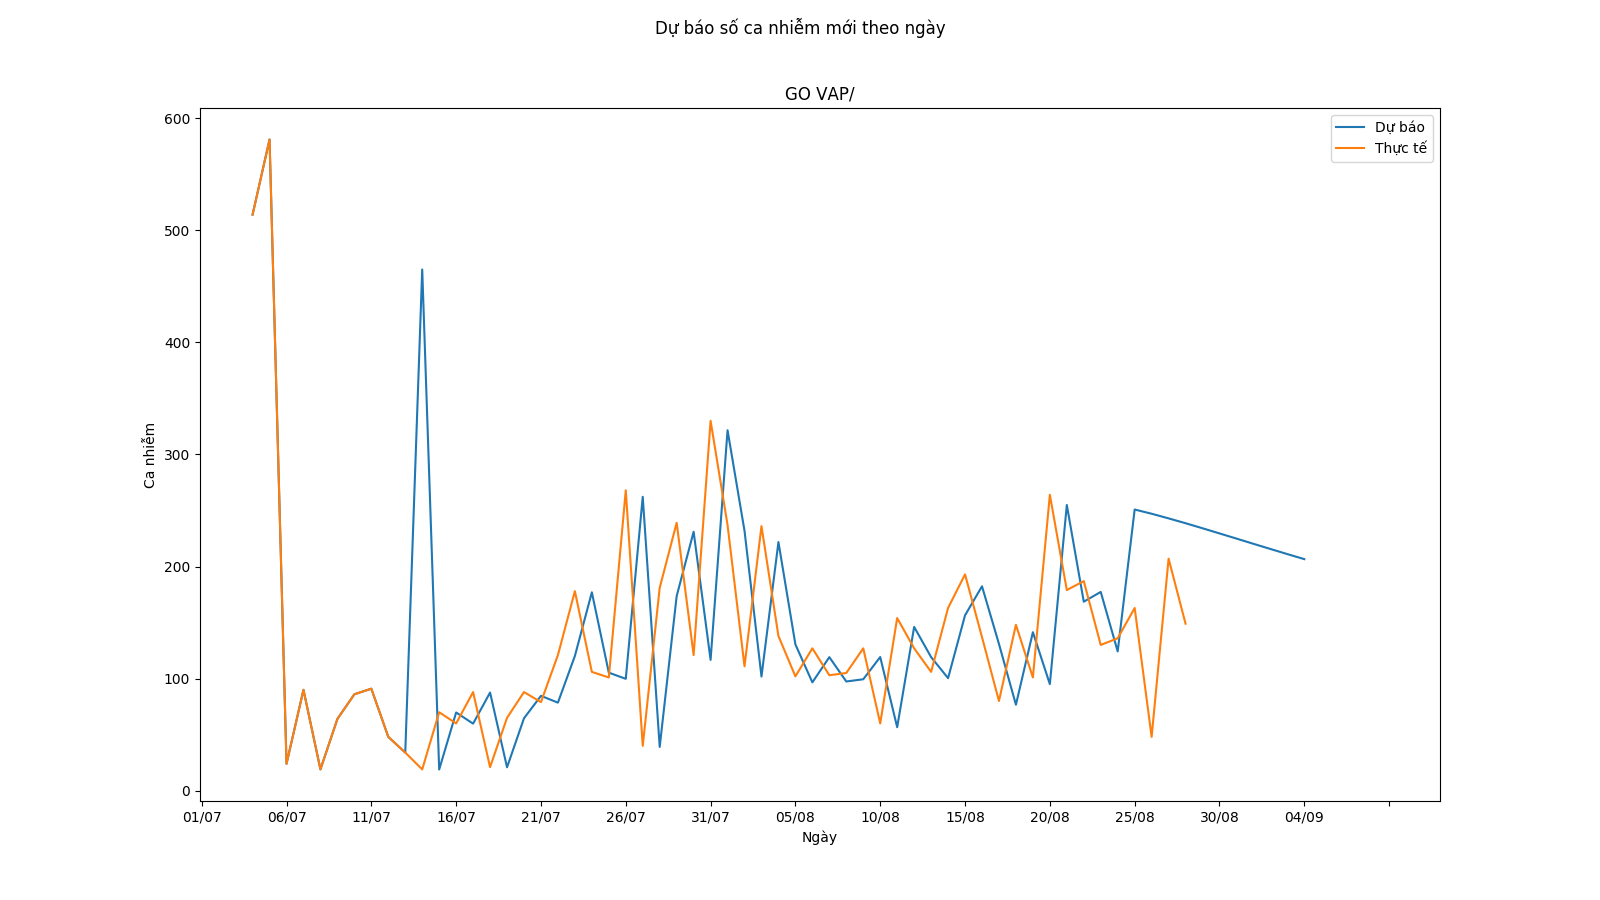 Dự báo số ca nhiễm mới theo ngày
GO VAP/
Dự báo
Thực tế
600
500
400
300
200
100
0
Ca nhiễm
01/07 06/07 11/07 16/07 21/07 26/07 31/07 05/08 10/08 15/08 20/08 25/08 30/08 04/09
Ngày